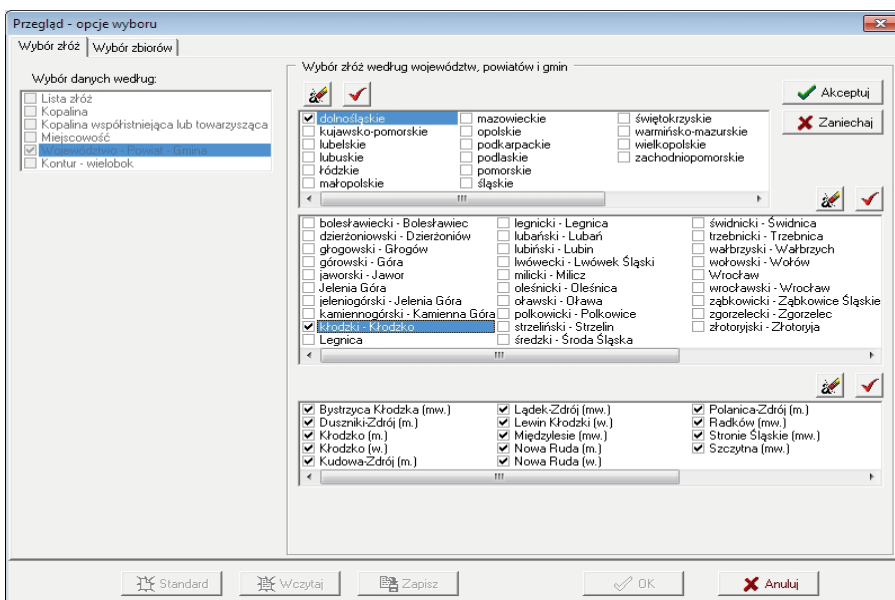 Przegląd - opcje wyboru
Wybór złóż
Wybór zbiorów
Wybór danych według:
Lista złóż
Kopalina
Kopalina współistniejąca lub towarzysząca
Miejscowość
Województwo - Powiat - Gmina
Kontur - wielobok
Wybór złóż według województw, powiatów i gmin
Akceptuj
Zaniechaj
dolnośląskie
kujawsko-pomorskie
lubelskie
lubuskie
łódzkie
małopolskie
mazowieckie
opolskie
podkarpackie
podlaskie
pomorskie
śląskie
świętokrzyskie
warmińsko-mazurskie
wielkopolskie
zachodniopomorskie
bolesławiecki - Bolesławiec
dzierżoniowski - Dzierżoniów
głogowski - Głogów
górowski - Góra
jaworski - Jawor
Jelenia Góra
jeleniogórski - Jelenia Góra
kamiennogórski - Kamienna Góra
kłodzki - Kłodzko
Legnica
legnicki - Legnica
lubański - Lubań
lubiński - Lubin
lwówecki - Lwówek Śląski
milicki - Milicz
oleśnicki - Oleśnica
oławski - Oława
polkowicki - Polkowice
strzeliński - Strzelin
średzki - Środa Śląska
świdnicki - Świdnica
trzebnicki - Trzebnica
wałbrzyski - Wałbrzych
wołowski - Wołów
Wrocław
wrocławski - Wrocław
ząbkowicki - Ząbkowice Śląskie
zgorzelecki - Zgorzelec
złotoryjski - Złotoryja
Bystrzyca Kłodzka (mw.)
Duszniki-Zdrój (m.)
Kłodzko (m.)
Kłodzko (w.)
Kudowa-Zdrój (m.)
Lądek-Zdrój (mw.)
Lewin Kłodzki (w.)
Międzylesie (mw.)
Nowa Ruda (m.)
Nowa Ruda (w.)
Polanica-Zdrój (m.)
Radków (mw.)
Stronie Śląskie (mw.)
Szczytna (mw.)
Standard
Wczytaj
Zapisz
OK
Anuluj